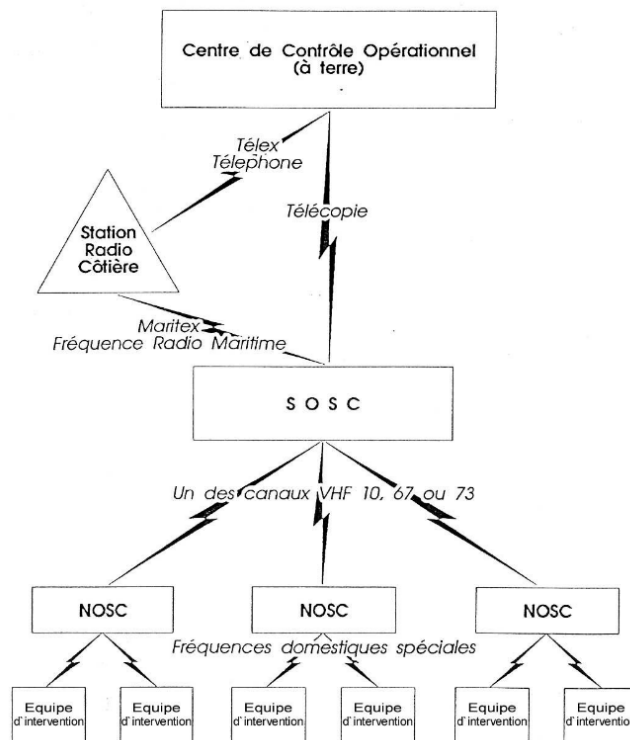 Centre de Contrôle Opérationnel
(à terre)
Télex
Télephone
Télécopie
Station
Radio
Côtière
Maritex
Fréquence Radio Maritime
S O S C
Un des canaux VHF 10, 67 ou 73
NOSC
NOSC
NOSC
Fréquences domestiques spéciales
Equipe
d'intervention
Equipe
d'intervention
Equipe
d'intervention
Equipe
d'intervention
Equipe
d'intervention
Equipe
d'intervention